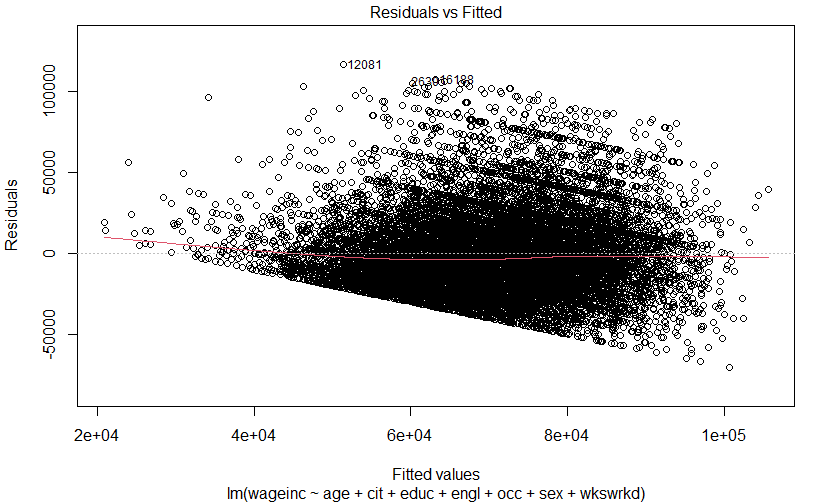 Residuals vs Fitted
Residuals
100000
50000
0
-50000
12081
16188
2e+04 4e+04 6e+04 8e+04 1e+05
Fitted values
lm(wageinc ~ age + cit + educ + engl + occ + sex + wkswrkd)